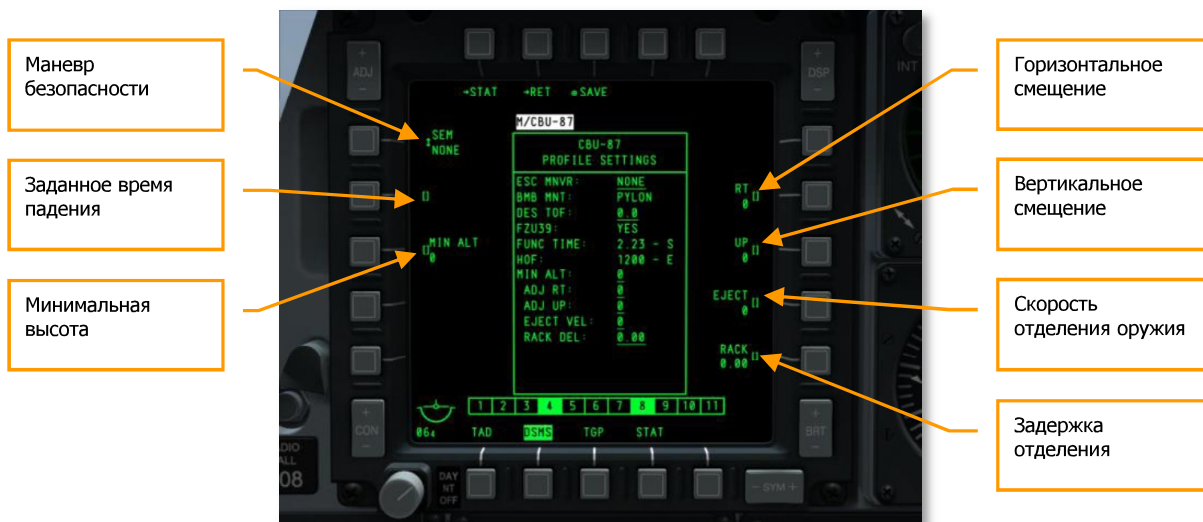 Маневр
безопасности
Заданное время
падения
Минимальная
высота
ADJ
DSP
INT
STAT
RET
SAVE
M/CBU-87
SEM
NONE
MIN ALT
0
CBU-87
PROFILE SETTINGS
ESC MNVR: NONE
BMB MNT: PYLON
DES TOF: 0.0
FZU39: YES
FUNC TIME: 2.23 - S
HOF: 1200 - E
MIN ALT: 0
ADJ RT: 0
ADJ UP: 0
EJECT VEL: 0
RACK DEL: 0.00
RT
0
UP
0
EJECT
0
RACK
0.00
1 2 3 4 5 6 7 8 9 10 11
TAD DSMS TGP STAT
CON
BRT
DAY
NT
OFF
- SYM +
08
Горизонтальное
смещение
Вертикальное
смещение
Скорость
отделения оружия
Задержка
отделения